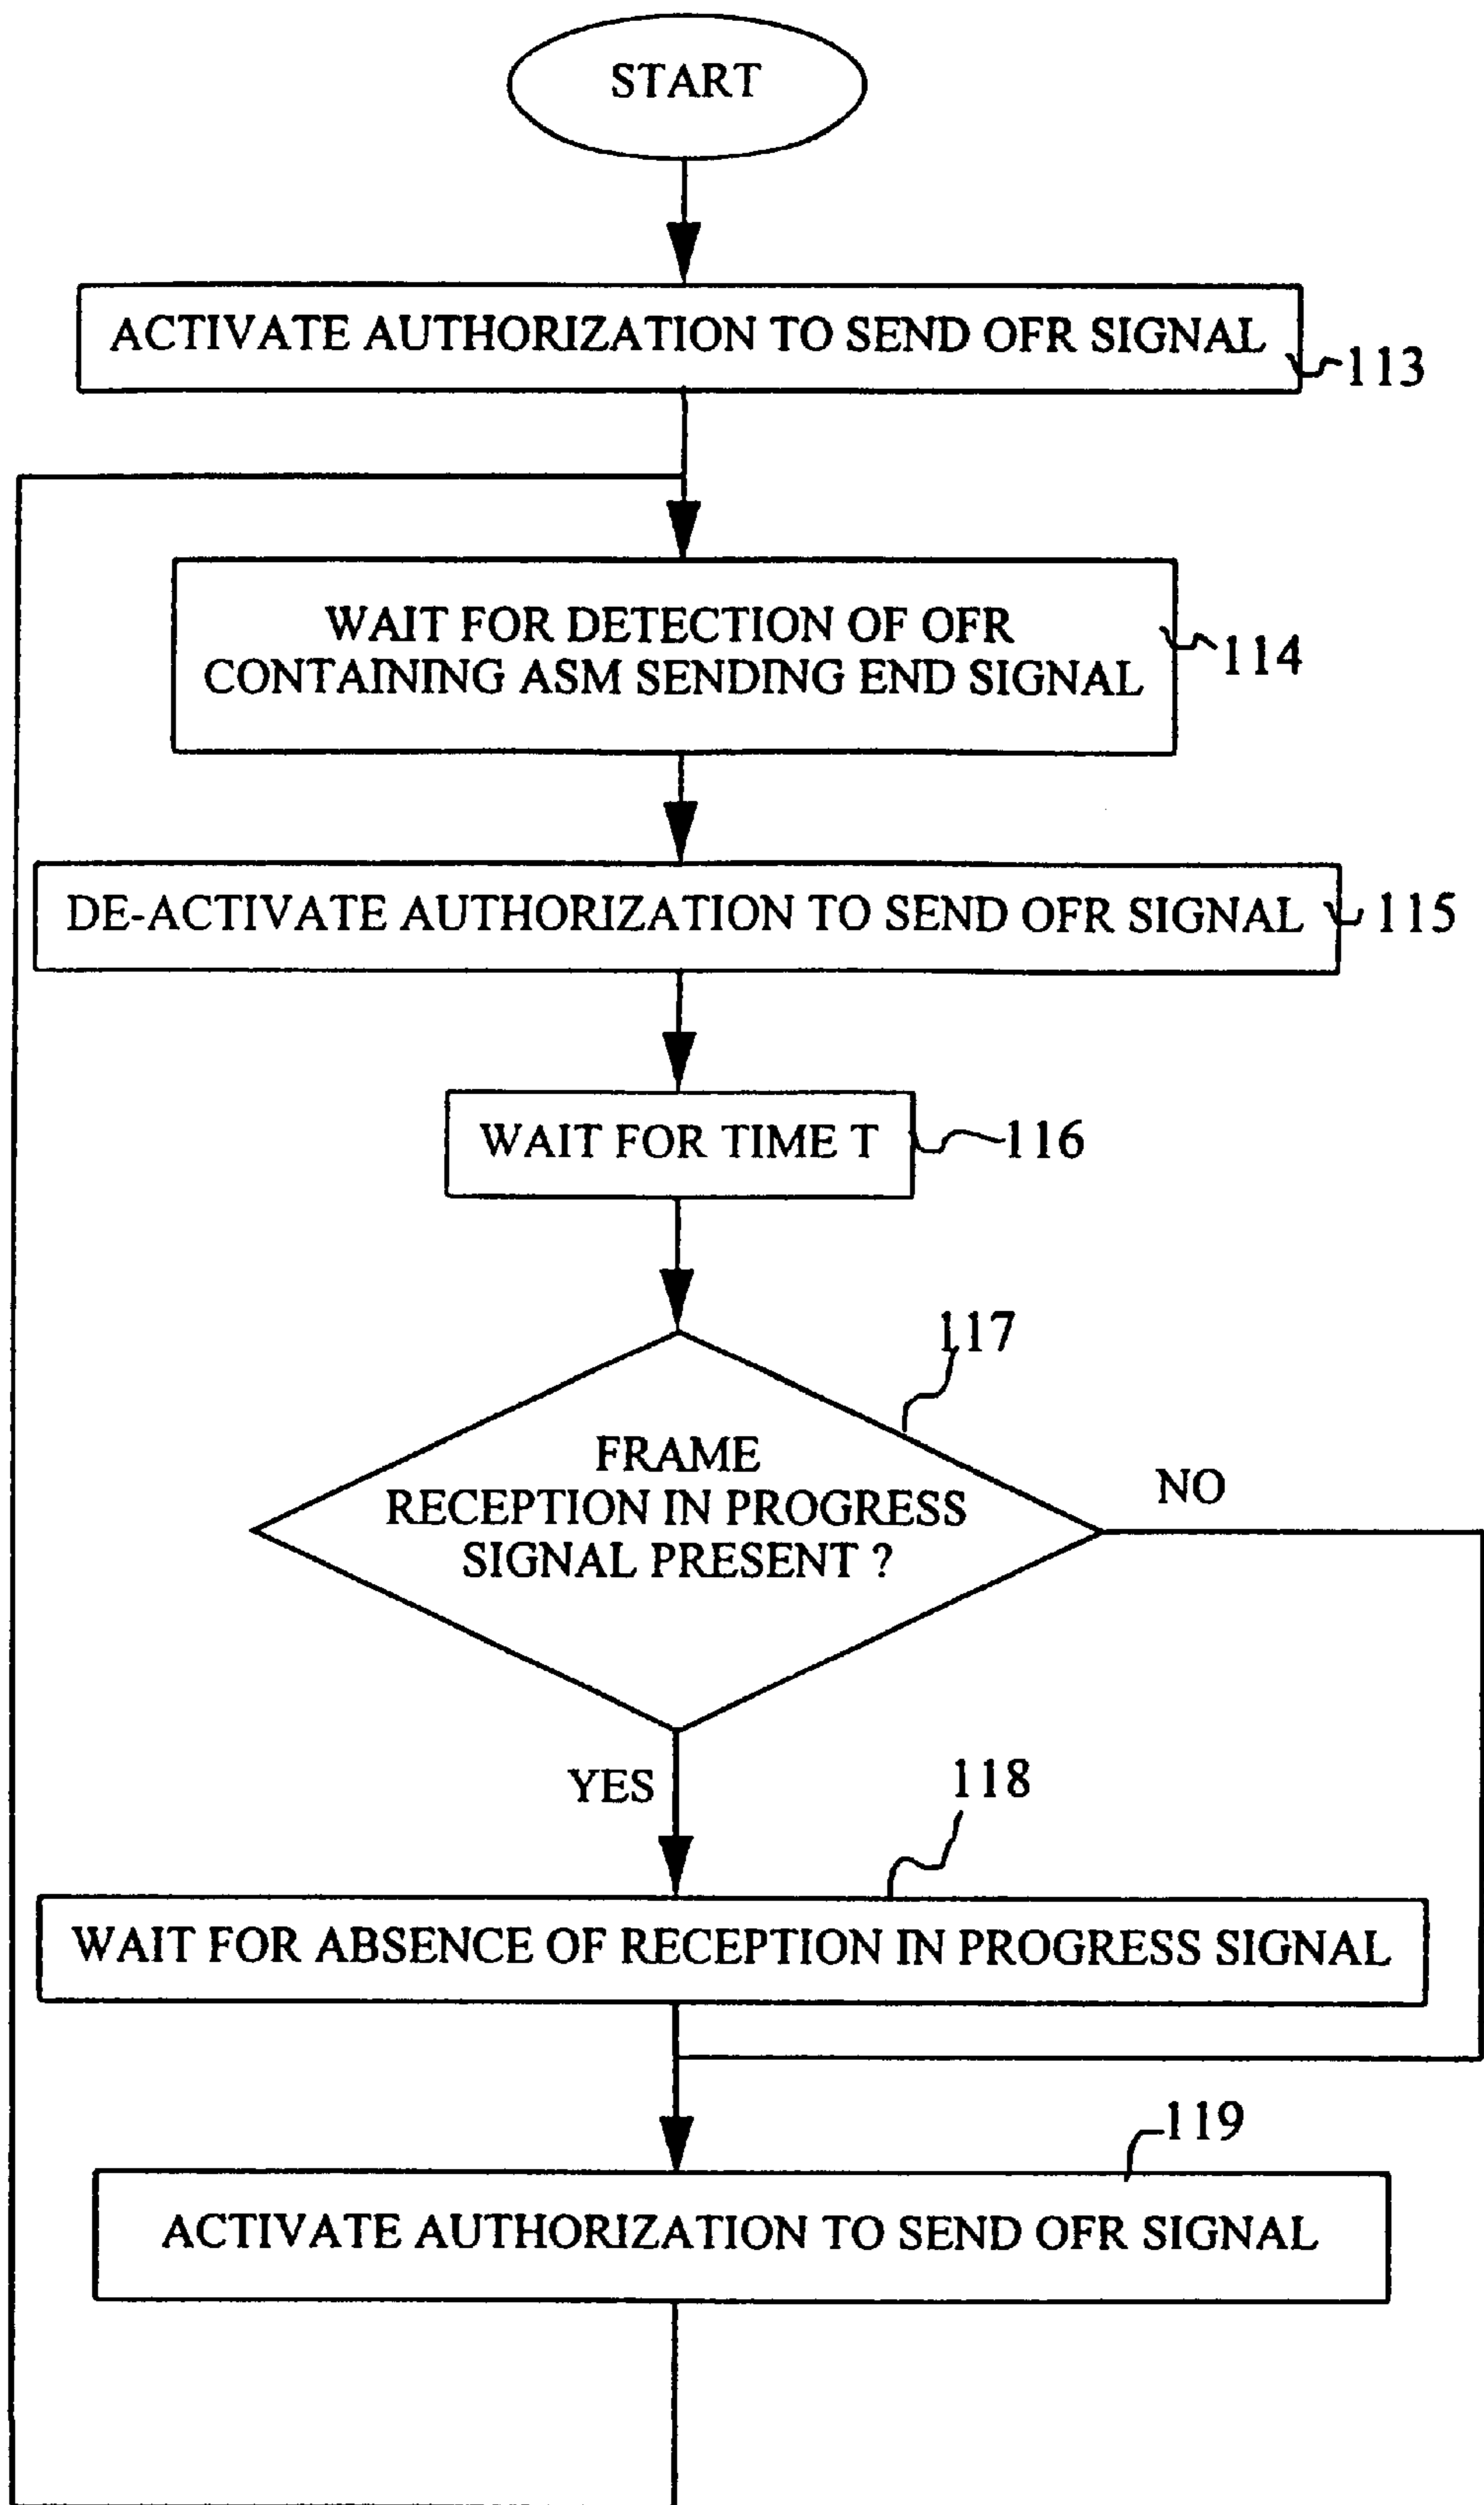 START
ACTIVATE AUTHORIZATION TO SEND OFR SIGNAL
113
WAIT FOR DETECTION OF OFR
CONTAINING ASM SENDING END SIGNAL
114
DE-ACTIVATE AUTHORIZATION TO SEND OFR SIGNAL
115
WAIT FOR TIME T
116
117
FRAME
RECEPTION IN PROGRESS
SIGNAL PRESENT ?
NO
YES
118
WAIT FOR ABSENCE OF RECEPTION IN PROGRESS SIGNAL
119
ACTIVATE AUTHORIZATION TO SEND OFR SIGNAL